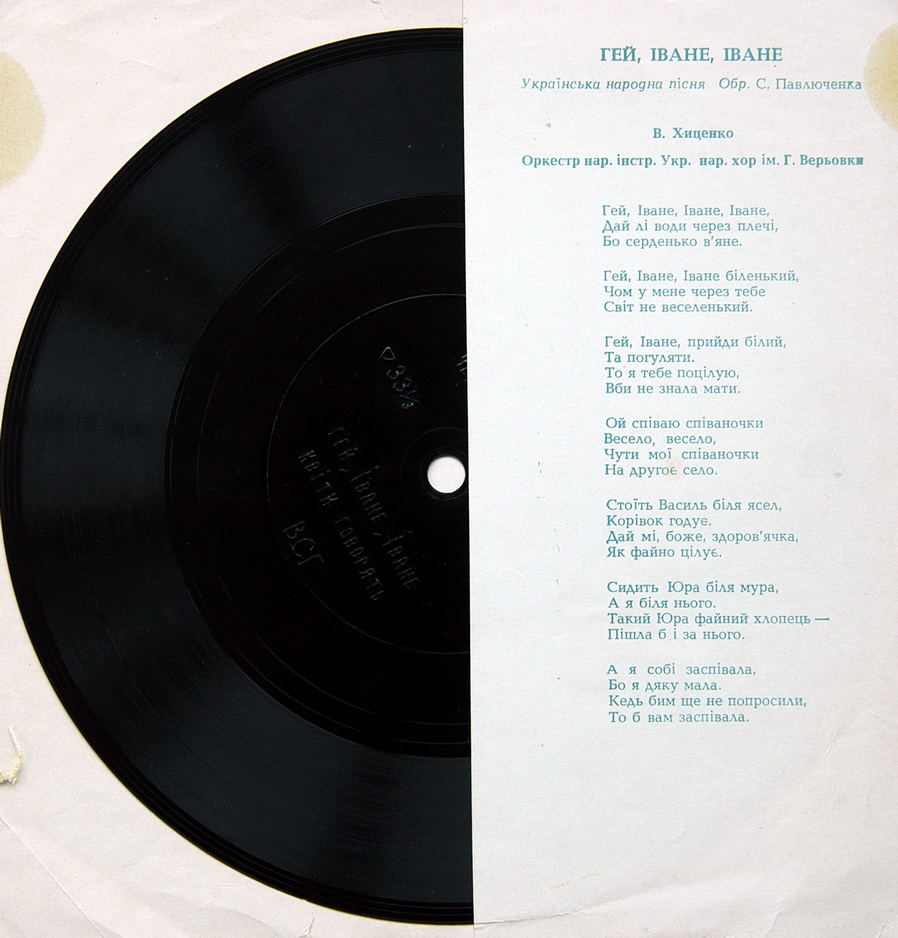 ГЕЙ, ІВАНЕ, ІВАНЕ
Українська народна пісня Обр. С. Павлюченка
В. Хиценко
Оркестр нар. інстр. Укр. нар. хор ім. Г. Верьовки
Гей, Іване, Іване, Іване,
Дай лі води через плечі,
Бо серденько в'яне.
Гей, Іване, Іване біленький,
Чом у мене через тебе
Світ не веселенький.
Гей, Іване, прийди білий,
Та погуляти.
То я тебе поцілую,
Вби не знала мати.
Ой співаю співаночки
Весело, весело,
Чути мої співаночки
На другоє село.
Стоїть Василь біля ясел,
Корівок годує.
Дай мі, боже, здоров'ячка,
Як файно цілує.
Сидить Юра біля мура,
А я біля нього.
Такий Юра файний хлопець —
Пішла б і за нього.
А я собі заспівала,
Бо я дяку мала.
Кедь бим ще не попросили,
То б вам заспівала.
▽33⅓
ГЕЙ, ІВАНЕ, ІВАНЕ
КВІТИ ГОВОРЯТЬ
ВСГ